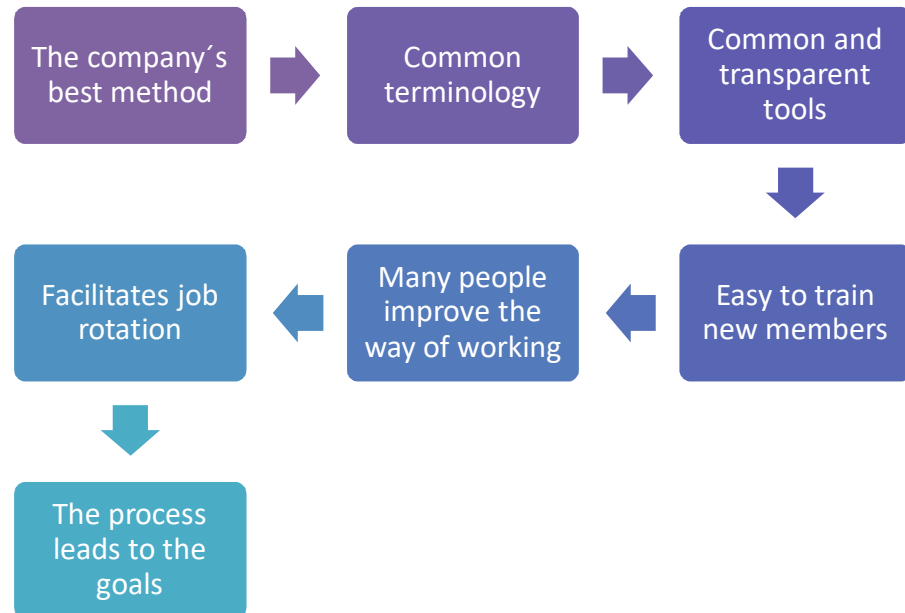 The company´s
best method
Common
terminology
Common and
transparent
tools
Easy to train
new members
Many people
improve the
way of working
Facilitates job
rotation
The process
leads to the
goals